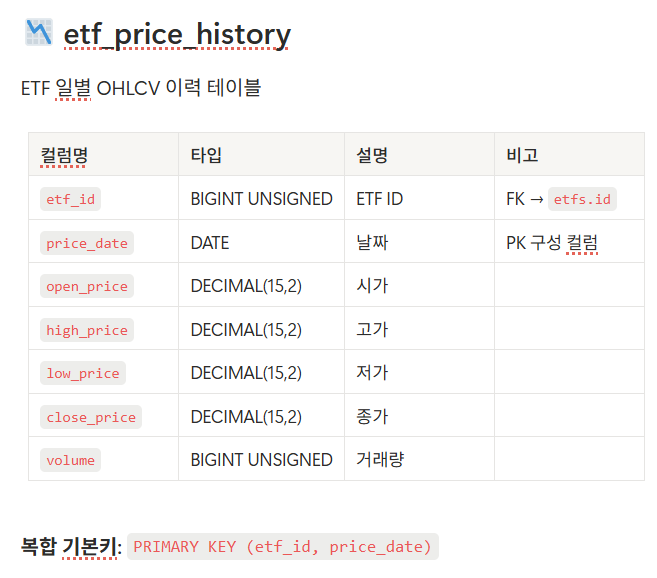 etf_price_history
ETF 일별 OHLCV 이력 테이블
컬럼명 타입 설명 비고
etf_id BIGINT UNSIGNED ETF ID FK → etfs.id
price_date DATE 날짜 PK 구성 컬럼
open_price DECIMAL(15,2) 시가
high_price DECIMAL(15,2) 고가
low_price DECIMAL(15,2) 저가
close_price DECIMAL(15,2) 종가
volume BIGINT UNSIGNED 거래량
복합 기본키: PRIMARY KEY (etf_id, price_date)